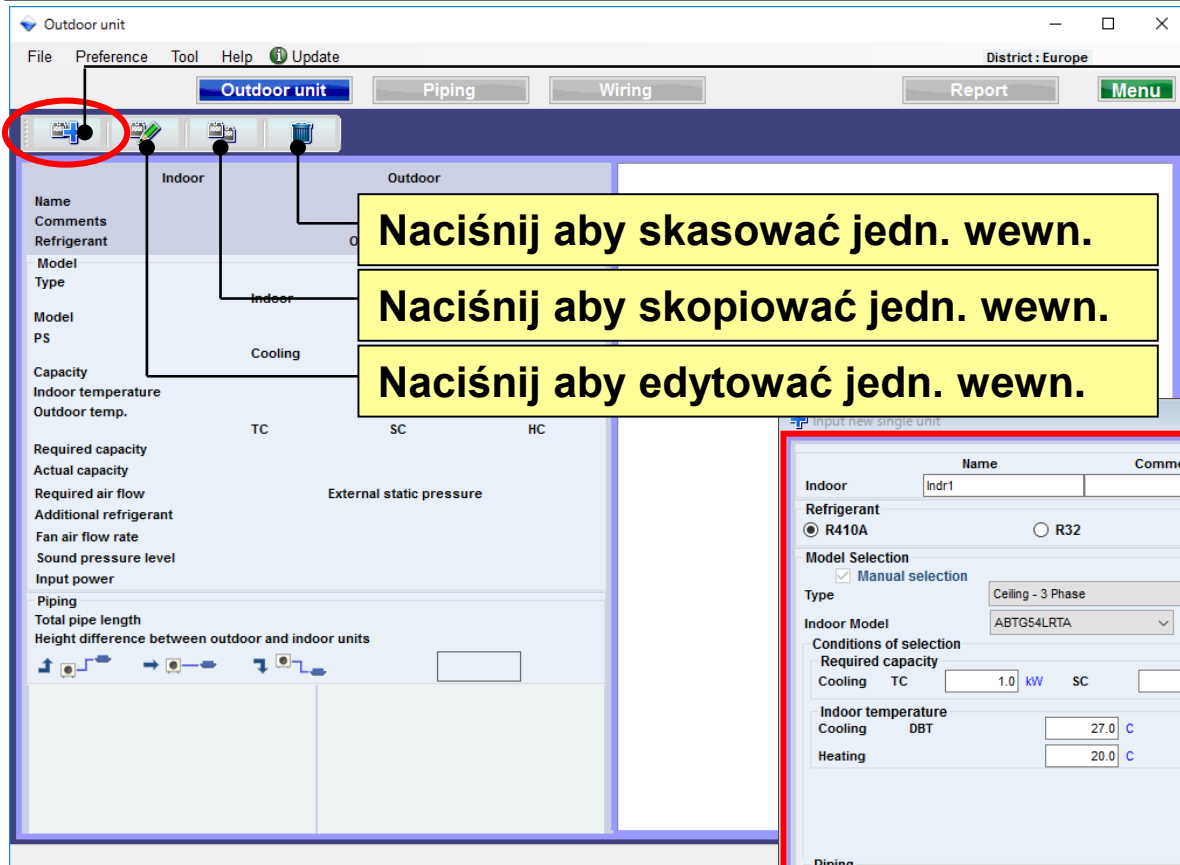 Outdoor unit
File Preference Tool Help Update
District : Europe
Outdoor unit Piping Wiring Report Menu
Indoor Outdoor
Name
Comments
Refrigerant O
Naciśnij aby skasować jedn. wewn.
Model
Type
Indoor
Naciśnij aby skopiować jedn. wewn.
Model
PS
Cooling
Naciśnij aby edytować jedn. wewn.
Capacity
Indoor temperature
Outdoor temp.
TC SC HC
Required capacity
Actual capacity
Required air flow External static pressure
Additional refrigerant
Fan air flow rate
Sound pressure level
Input power
Piping
Total pipe length
Height difference between outdoor and indoor units
Input new single unit
Name Comme
Indoor Indr1
Refrigerant
R410A R32
Model Selection
Manual selection
Type Ceiling - 3 Phase
Indoor Model ABTG54LRTA
Conditions of selection
Required capacity
Cooling TC 1.0 kW SC
Indoor temperature
Cooling DBT 27.0 C
Heating 20.0 C
Piping